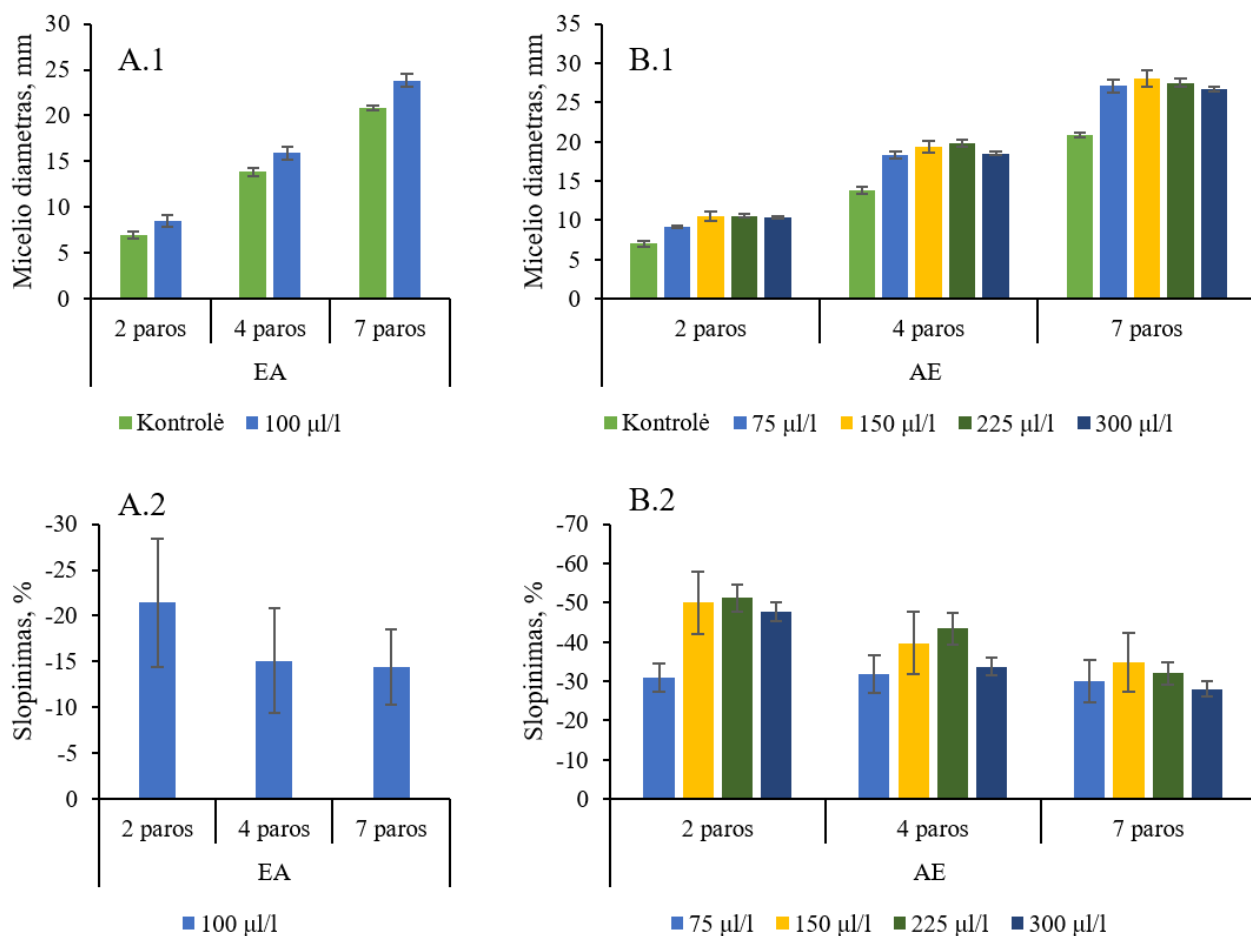 A.1
Micelio diametras, mm
30
25
20
15
10
5
0
2 paros 4 paros 7 paros
EA
Kontrolė 100 µl/l
B.1
Micelio diametras, mm
35
30
25
20
15
10
5
0
2 paros 4 paros 7 paros
AE
Kontrolė 75 µl/l 150 µl/l 225 µl/l 300 µl/l
A.2
Slopinimas, %
-30
-25
-20
-15
-10
-5
0
2 paros 4 paros 7 paros
EA
100 µl/l
B.2
Slopinimas, %
-70
-60
-50
-40
-30
-20
-10
0
2 paros 4 paros 7 paros
AE
75 µl/l 150 µl/l 225 µl/l 300 µl/l